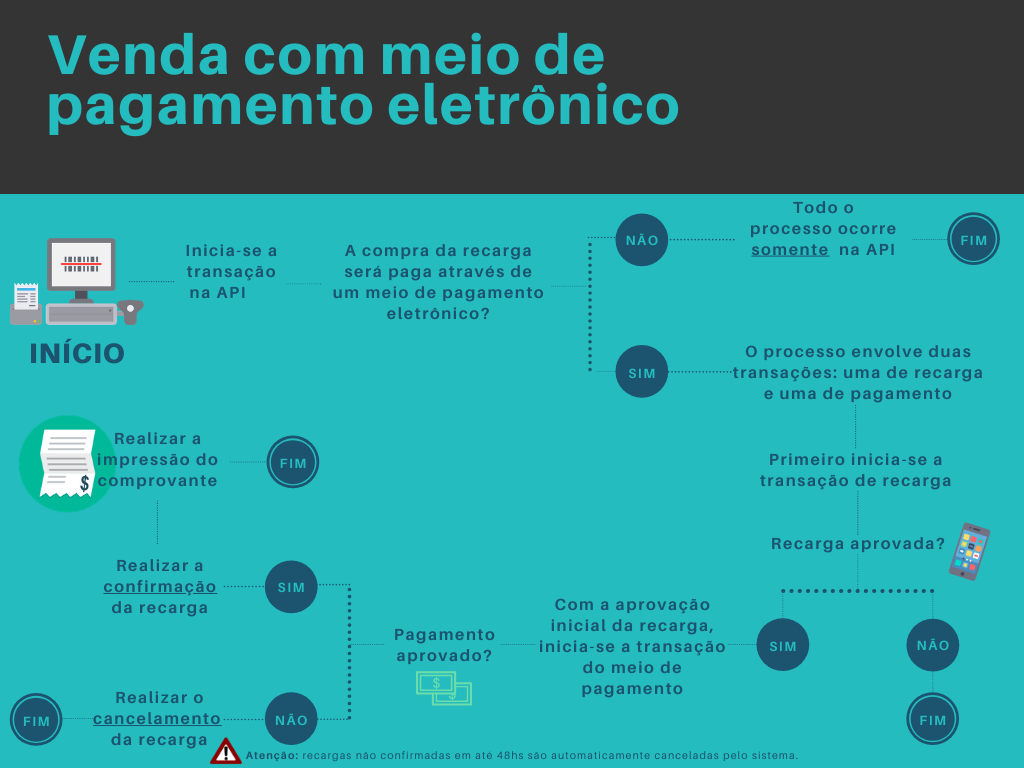 Venda com meio de
pagamento eletrônico
INÍCIO
Inicia-se a
transação
na API
A compra da recarga
será paga através de
um meio de pagamento
eletrônico?
NÃO
Todo o
processo ocorre
somente na API
FIM
SIM
O processo envolve duas
transações: uma de recarga
e uma de pagamento
Primeiro inicia-se a
transação de recarga
Recarga aprovada?
NÃO
FIM
SIM
Com a aprovação
inicial da recarga,
inicia-se a transação
do meio de
pagamento
Pagamento
aprovado?
$
$
SIM
Realizar a
confirmação
da recarga
Realizar a
impressão do
comprovante
$
FIM
NÃO
Realizar o
cancelamento
da recarga
FIM
Atenção: recargas não confirmadas em até 48hs são automaticamente canceladas pelo sistema.